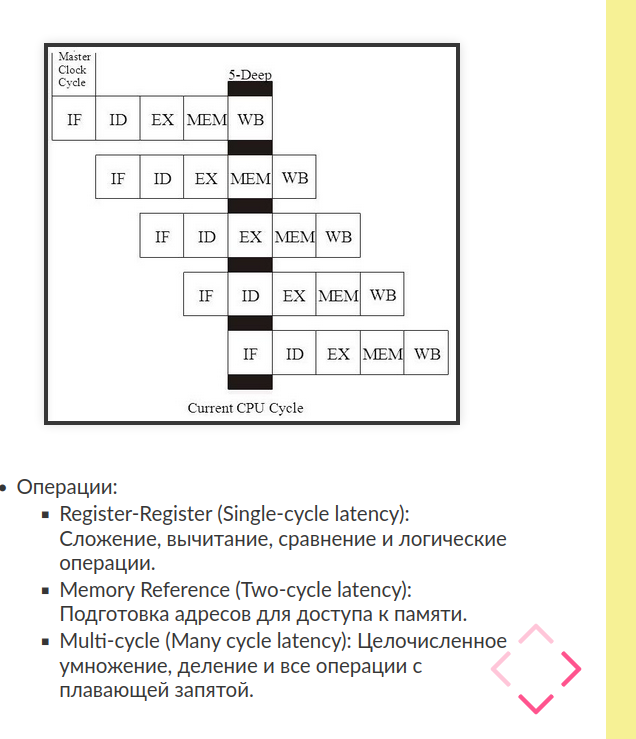 Master
Clock
Cycle
5-Deep
IF ID EX MEM WB
IF ID EX MEM WB
IF ID EX MEM WB
IF ID EX MEM WB
IF ID EX MEM WB
Current CPU Cycle
• Операции:
▪ Register-Register (Single-cycle latency):
Сложение, вычитание, сравнение и логические
операции.
▪ Memory Reference (Two-cycle latency):
Подготовка адресов для доступа к памяти.
▪ Multi-cycle (Many cycle latency): Целочисленное
умножение, деление и все операции с
плавающей запятой.